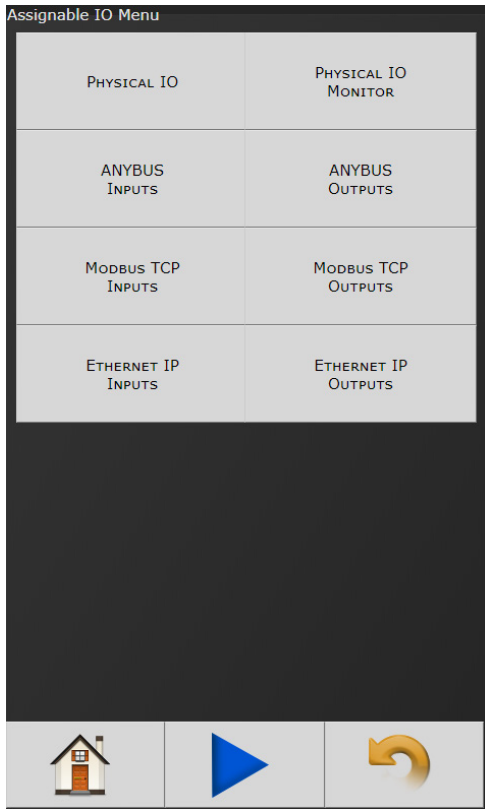 Assignable IO Menu
Physical IO
Physical IO
Monitor
ANYBUS
Inputs
ANYBUS
Outputs
Modbus TCP
Inputs
Modbus TCP
Outputs
Ethernet IP
Inputs
Ethernet IP
Outputs